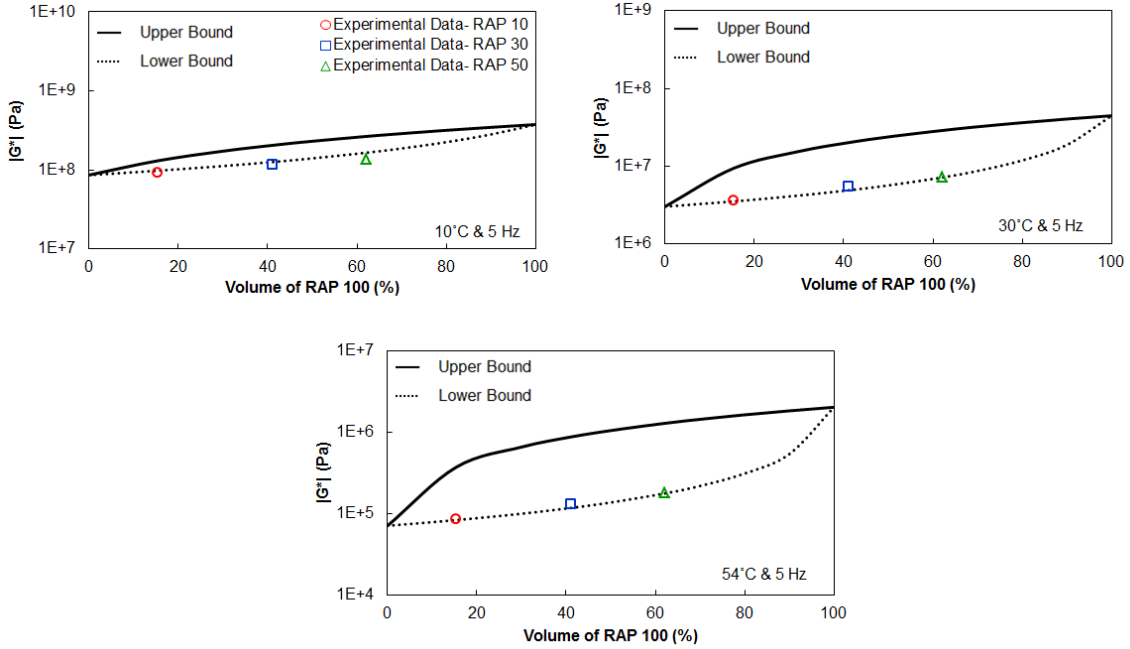 1E+10
1E+9
1E+8
1E+7
|G*| (Pa)
Upper Bound
Lower Bound
Experimental Data- RAP 10
Experimental Data- RAP 30
Experimental Data- RAP 50
10˚C & 5 Hz
0 20 40 60 80 100
Volume of RAP 100 (%)
1E+9
1E+8
1E+7
1E+6
|G*| (Pa)
Upper Bound
Lower Bound
30˚C & 5 Hz
0 20 40 60 80 100
Volume of RAP 100 (%)
1E+7
1E+6
1E+5
1E+4
|G*| (Pa)
Upper Bound
Lower Bound
54˚C & 5 Hz
0 20 40 60 80 100
Volume of RAP 100 (%)